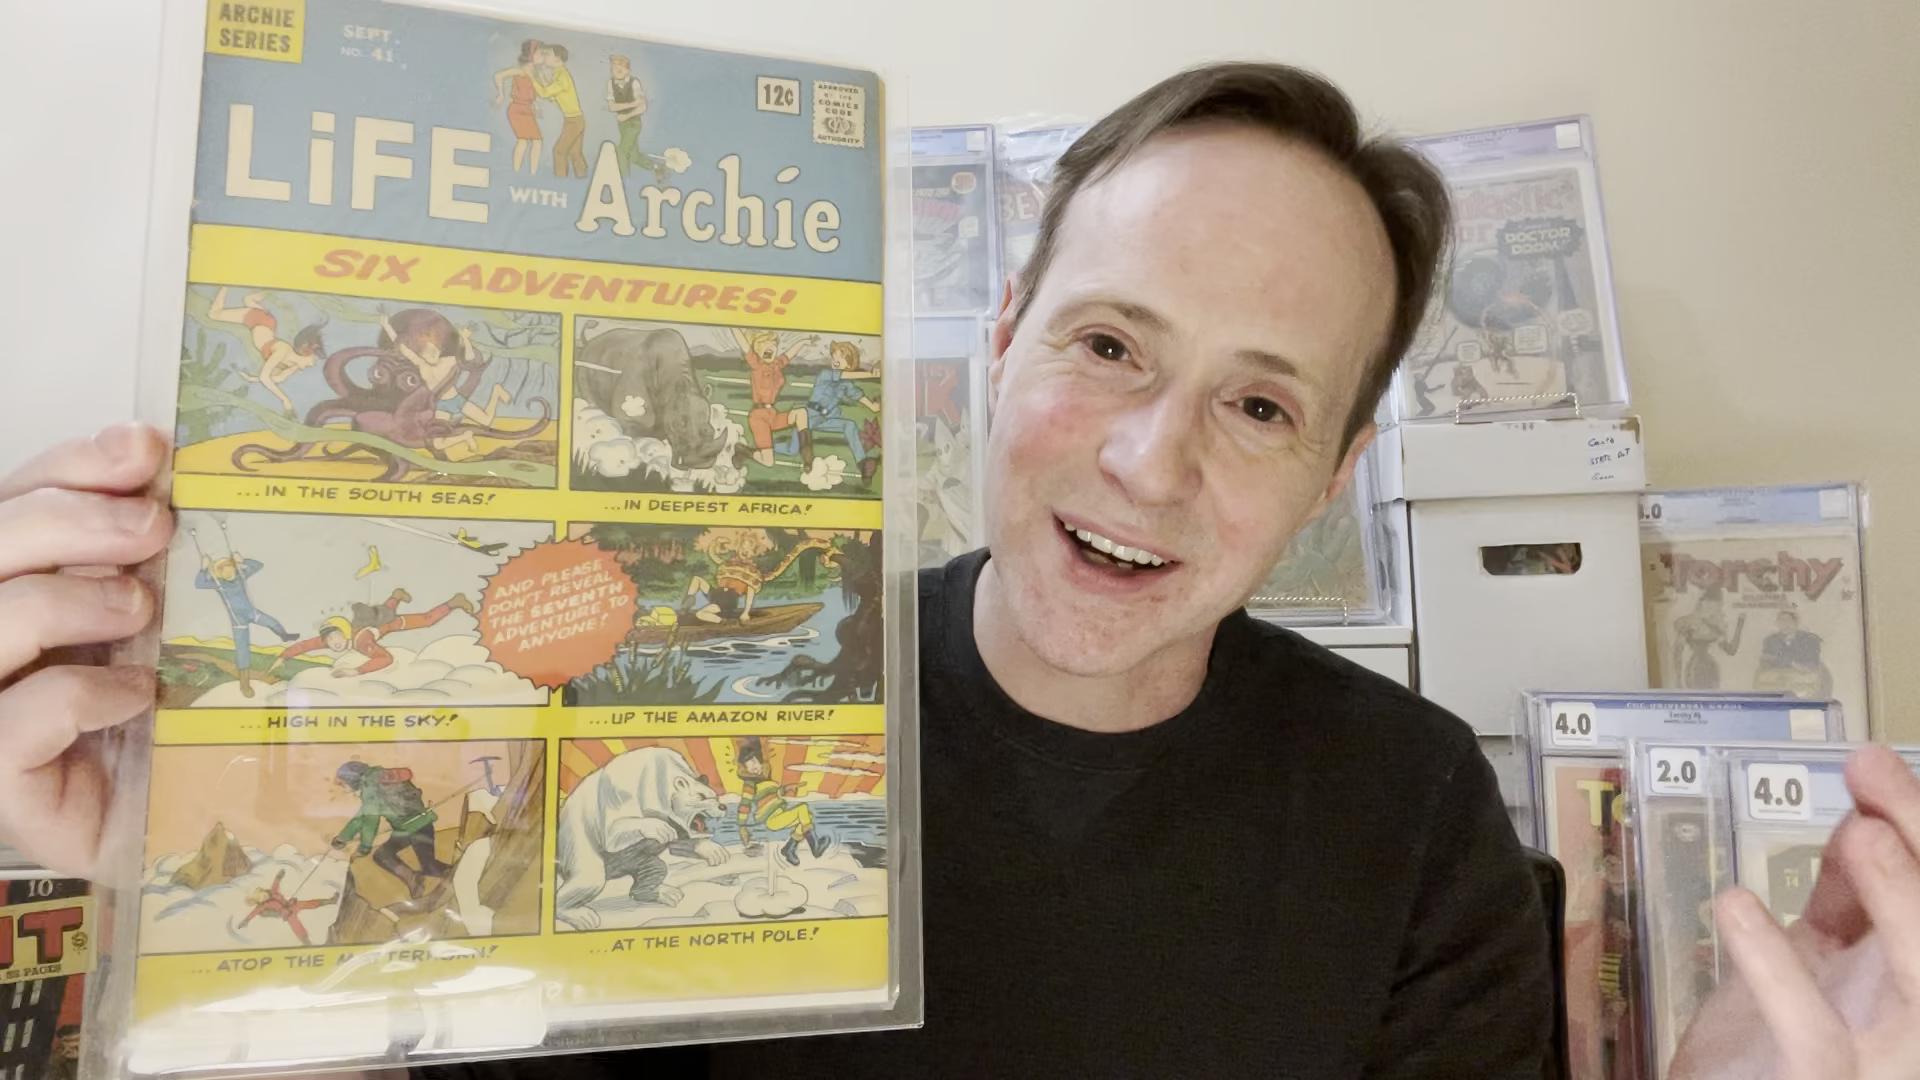 ARCHIE
SERIES
SEPT.
NO. 41
12¢
APPROVED
BY THE
COMICS
CODE
AUTHORITY
LiFE WITH Archie
SIX ADVENTURES!
...IN THE SOUTH SEAS!
...IN DEEPEST AFRICA!
AND PLEASE
DON'T REVEAL
THE SEVENTH
ADVENTURE TO
ANYONE!
...HIGH IN THE SKY!
...UP THE AMAZON RIVER!
...ATOP THE MATTERHORN!
...AT THE NORTH POLE!
DOCTOR
DOOM!
Torchy
4.0
2.0
4.0
10
52 PAGES